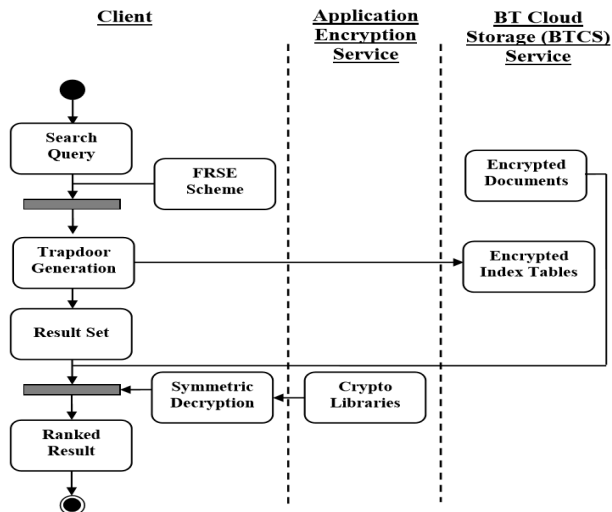 Client
Application
Encryption
Service
BT Cloud
Storage (BTCS)
Service
Search
Query
FRSE
Scheme
Encrypted
Documents
Trapdoor
Generation
Encrypted
Index Tables
Result Set
Symmetric
Decryption
Crypto
Libraries
Ranked
Result